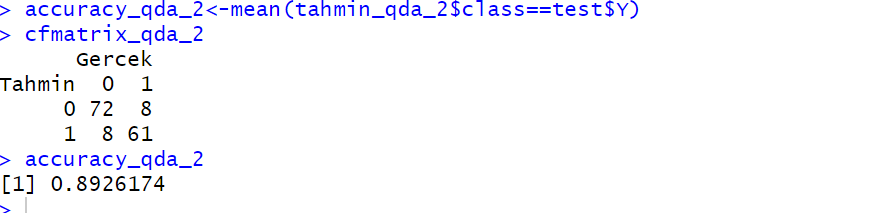 > accuracy_qda_2<-mean(tahmin_qda_2$class==test$Y)
> cfmatrix_qda_2
      Gercek
Tahmin  0  1
     0 72  8
     1  8 61
> accuracy_qda_2
[1] 0.8926174
>